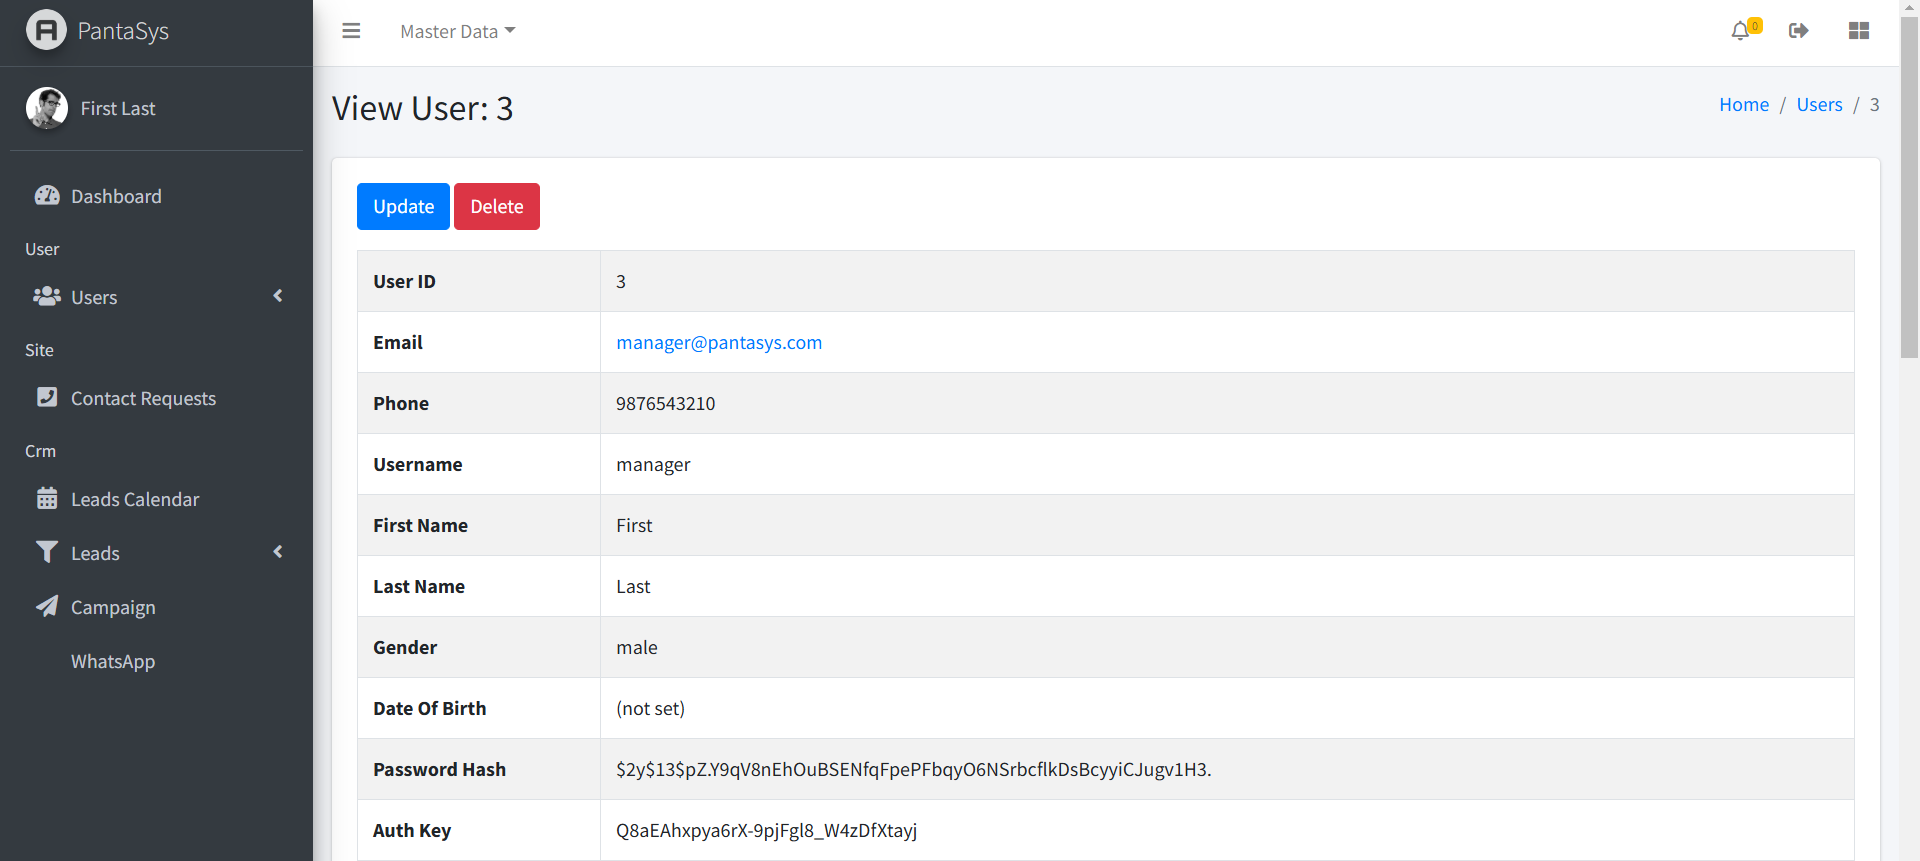 PantaSys
Master Data
0
First Last
View User: 3
Home / Users / 3
Dashboard
User
Users
Site
Contact Requests
Crm
Leads Calendar
Leads
Campaign
WhatsApp
Update Delete
User ID 3
Email manager@pantasys.com
Phone 9876543210
Username manager
First Name First
Last Name Last
Gender male
Date Of Birth (not set)
Password Hash $2y$13$pZ.Y9qV8nEhOuBSENfqFpePFbqyO6NSrbcflkDsBcyyiCJugv1H3.
Auth Key Q8aEAhxpya6rX-9pjFgl8_W4zDfXtayj